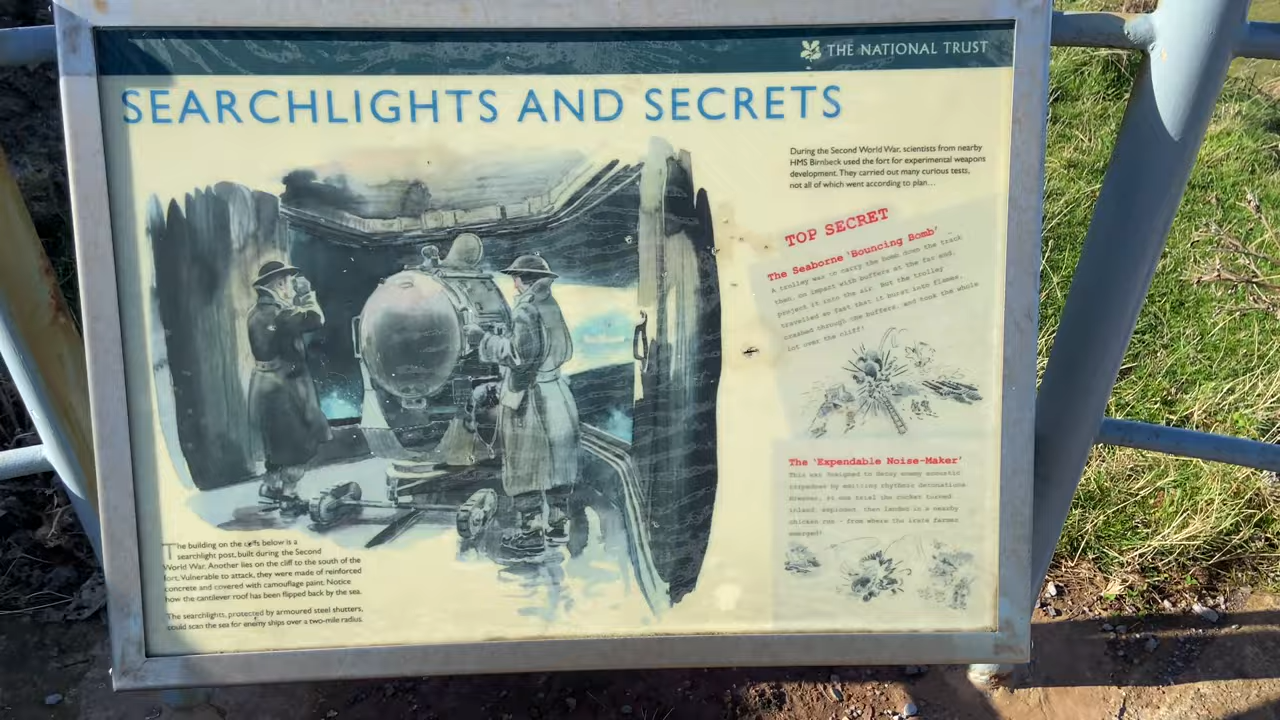 THE NATIONAL TRUST
SEARCHLIGHTS AND SECRETS
During the Second World War, scientists from nearby
HMS Birnbeck used the fort for experimental weapons
development. They carried out many curious tests,
not all of which went according to plan...
TOP SECRET
The Seaborne 'Bouncing Bomb'
A trolley was to carry the bomb down the track
then, on impact with buffers at the far end,
project it into the air. But the trolley
travelled so fast that it burst into flames,
crashed through the buffers, and took the whole
lot over the cliff!
The 'Expendable Noise-Maker'
This was designed to decoy enemy acoustic
torpedoes by emitting rhythmic detonations.
However, at one trial the rocket turned
inland, exploded, then landed in a nearby
chicken run - from where the irate farmer
emerged!
The building on the cliffs below is a
searchlight post, built during the Second
World War. Another lies on the cliff to the south of the
fort. Vulnerable to attack, they were made of reinforced
concrete and covered with camouflage paint. Notice
how the cantilever roof has been flipped back by the sea.
The searchlights, protected by armoured steel shutters,
could scan the sea for enemy ships over a two-mile radius.